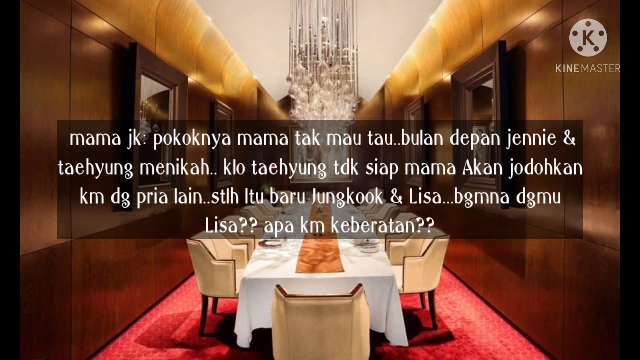 KINEMASTER
mama jk: pokoknya mama tak mau tau..bulan depan jennie &
taehyung menikah.. klo taehyung tdk siap mama Akan jodohkan
km dg pria lain..stlh Itu baru Jungkook & Lisa...bgmna dgmu
Lisa?? apa km keberatan??